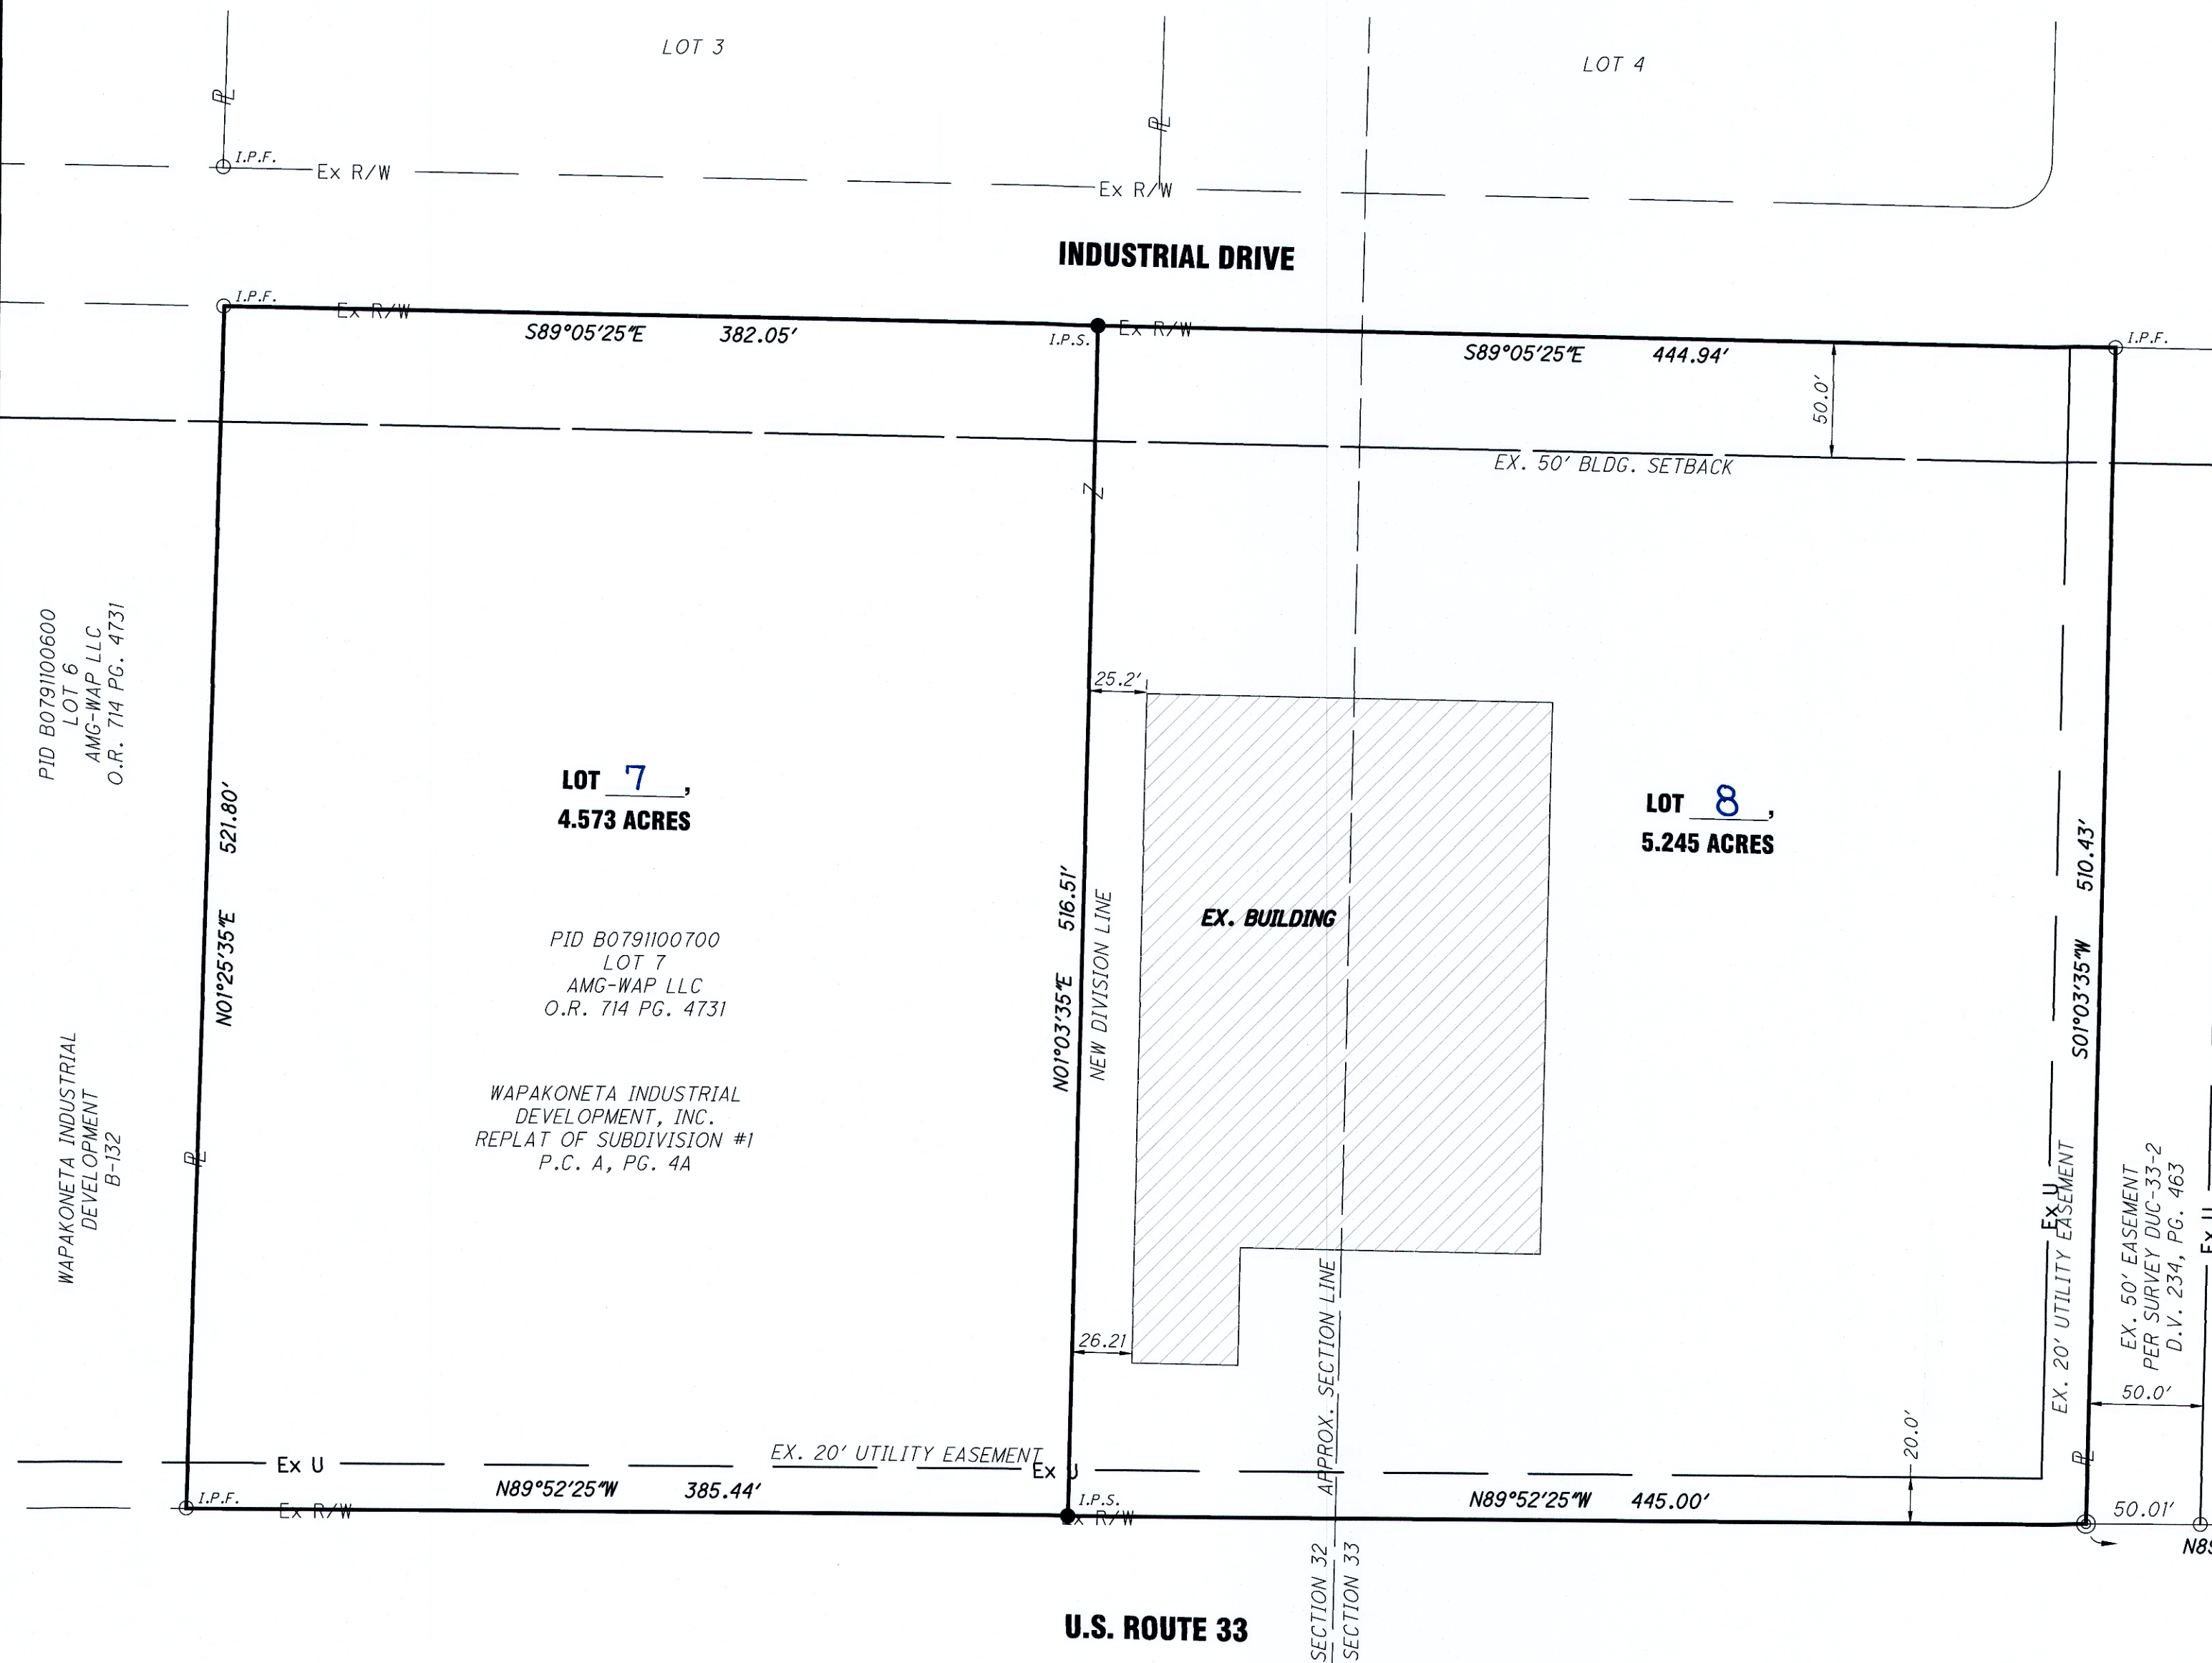 LOT 3
LOT 4
PL
PL
I.P.F.
Ex R/W
Ex R/W
INDUSTRIAL DRIVE
I.P.F.
Ex R/W
S89°05'25"E 382.05'
I.P.S.
Ex R/W
S89°05'25"E 444.94'
I.P.F.
50.0'
EX. 50' BLDG. SETBACK
Z
PID B0791100600
LOT 6
AMG-WAP LLC
O.R. 714 PG. 4731
25.2'
LOT 7,
4.573 ACRES
LOT 8,
5.245 ACRES
N01°25'35"E 521.80'
EX. BUILDING
N01°03'35"E 516.51'
NEW DIVISION LINE
S01°03'35"W 510.43'
PID B0791100700
LOT 7
AMG-WAP LLC
O.R. 714 PG. 4731
WAPAKONETA INDUSTRIAL
DEVELOPMENT, INC.
REPLAT OF SUBDIVISION #1
P.C. A, PG. 4A
WAPAKONETA INDUSTRIAL
DEVELOPMENT
B-132
PL
Ex U
EX. 20' UTILITY EASEMENT
EX. 50' EASEMENT
PER SURVEY DUC-33-2
D.V. 234, PG. 463
Ex U
26.21
APPROX. SECTION LINE
50.0'
20.0'
PL
EX. 20' UTILITY EASEMENT
Ex U
Ex U
N89°52'25"W 385.44'
N89°52'25"W 445.00'
I.P.F.
Ex R/W
I.P.S.
Ex R/W
50.01'
N89
SECTION 32
SECTION 33
U.S. ROUTE 33